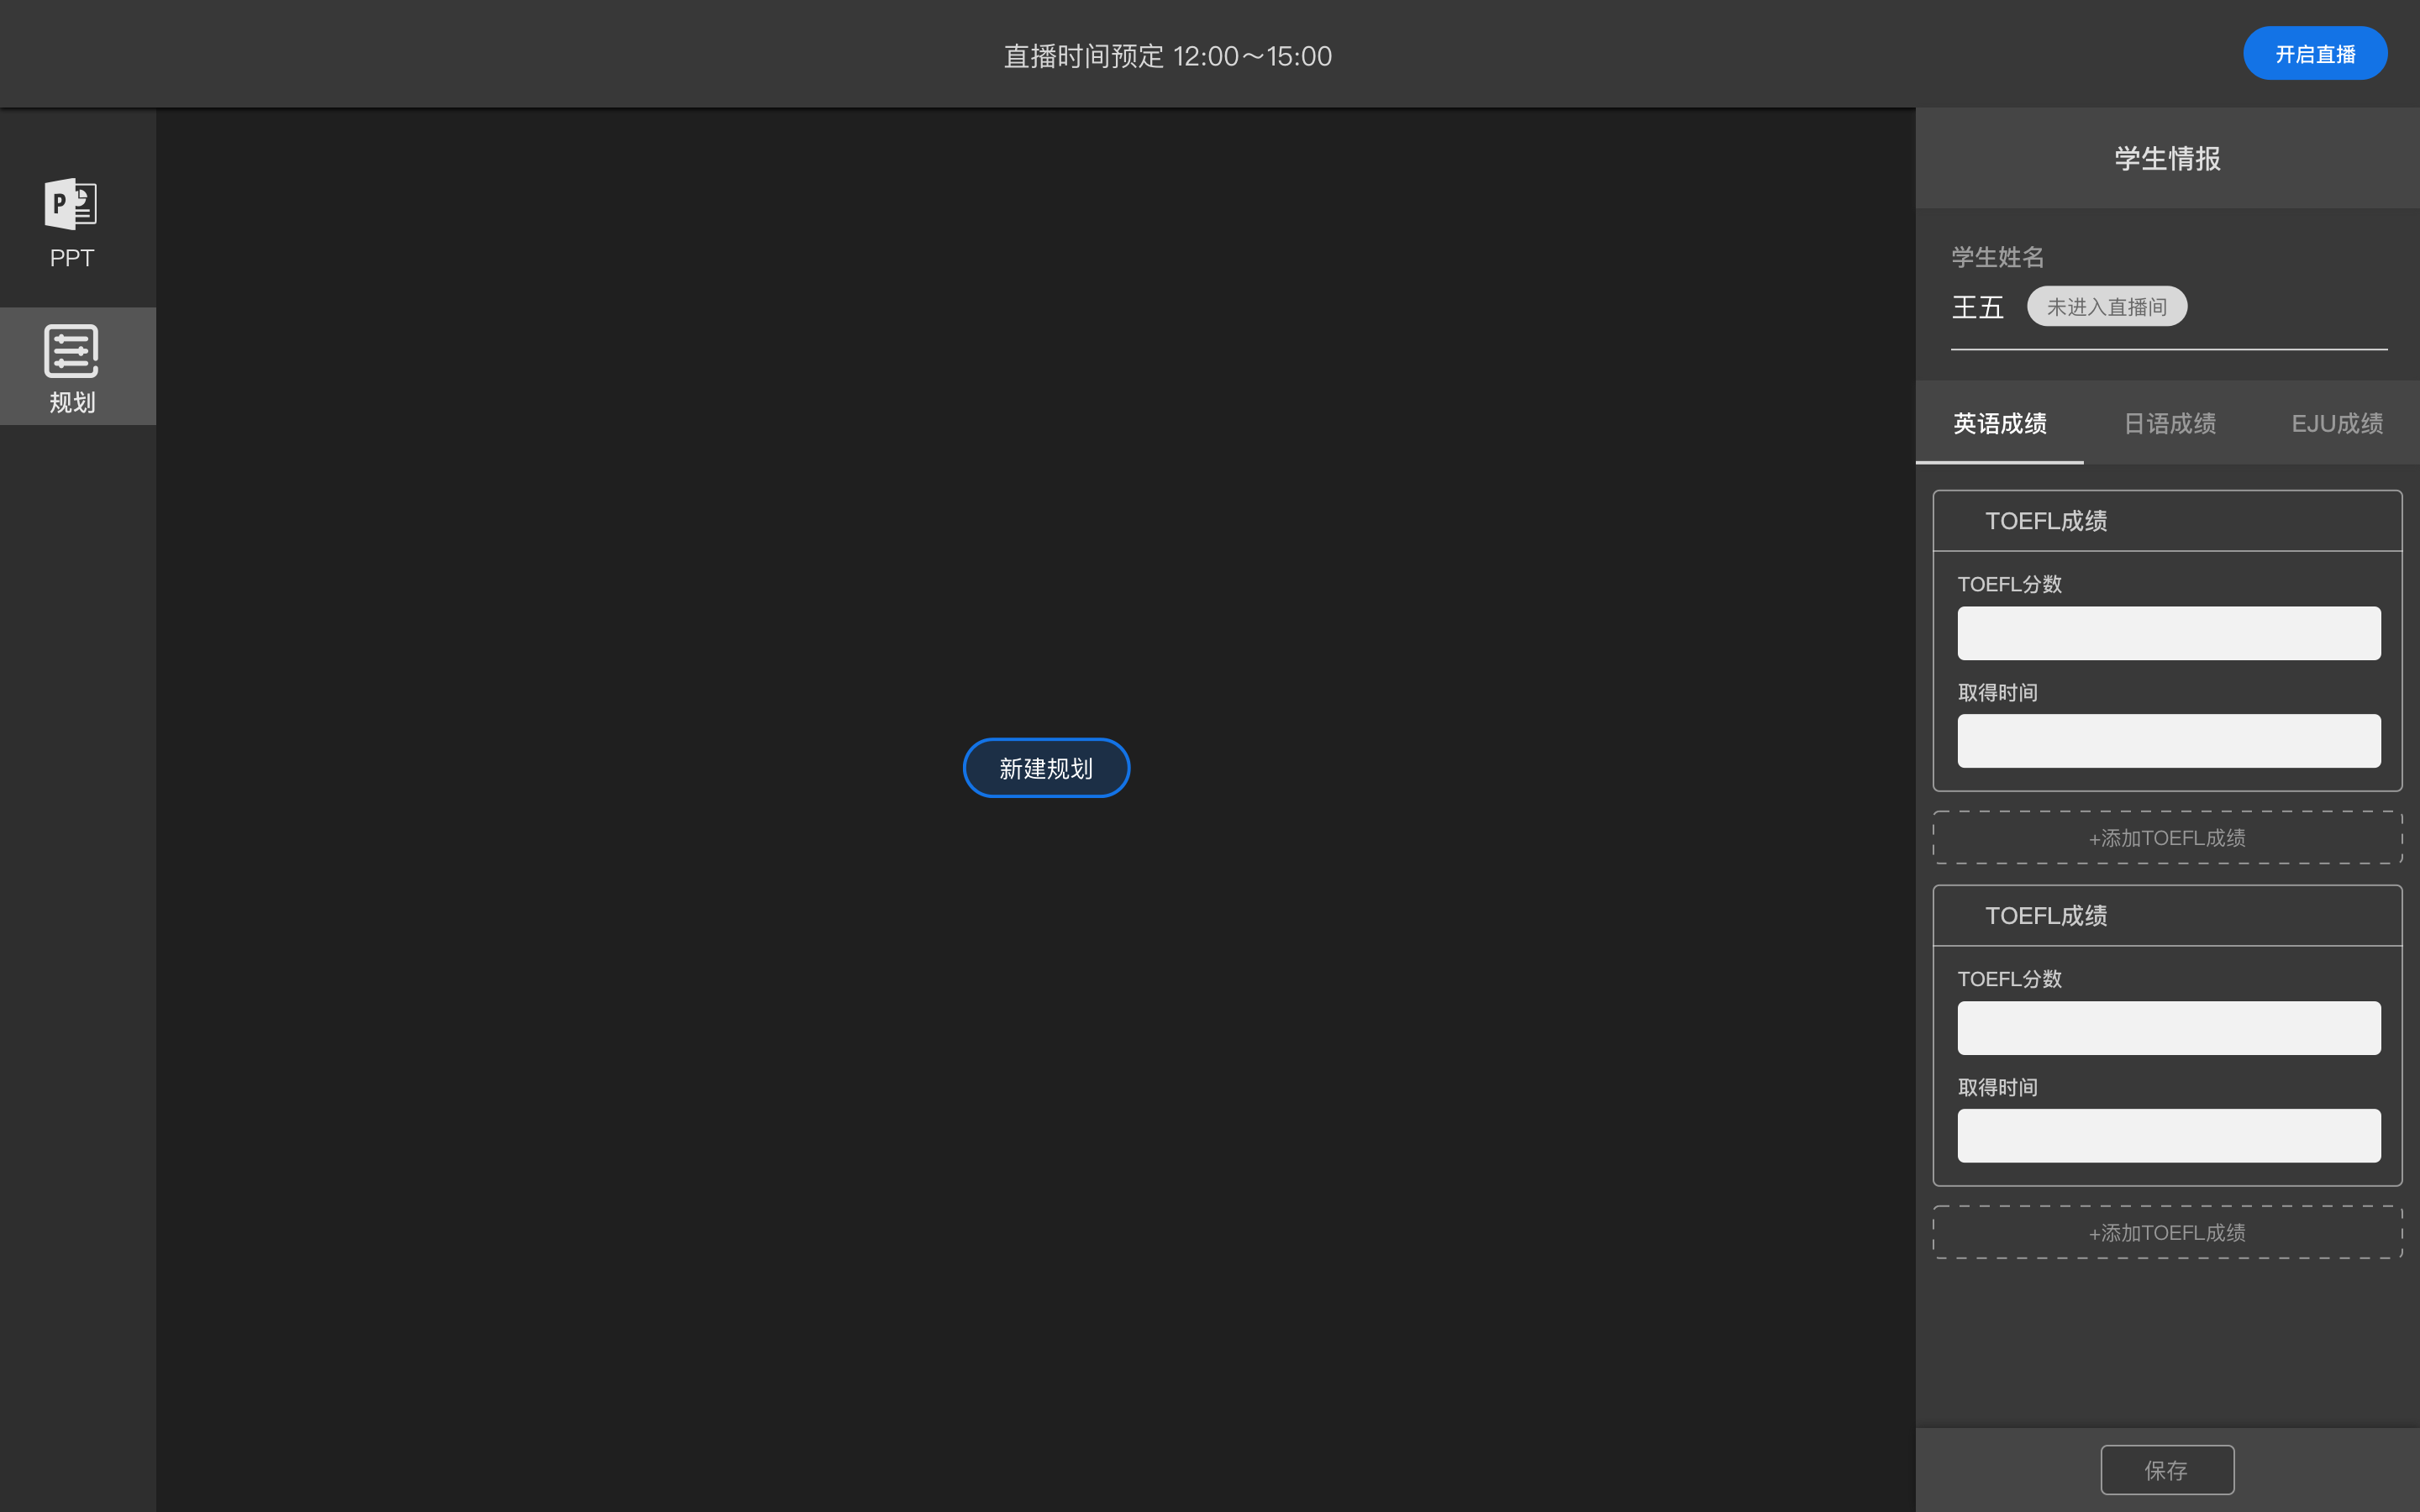 直播时间预定 12:00～15:00
开启直播
PPT
规划
新建规划
学生情报
学生姓名
王五 未进入直播间
英语成绩 日语成绩 EJU成绩
TOEFL成绩
TOEFL分数
取得时间
+添加TOEFL成绩
TOEFL成绩
TOEFL分数
取得时间
+添加TOEFL成绩
保存